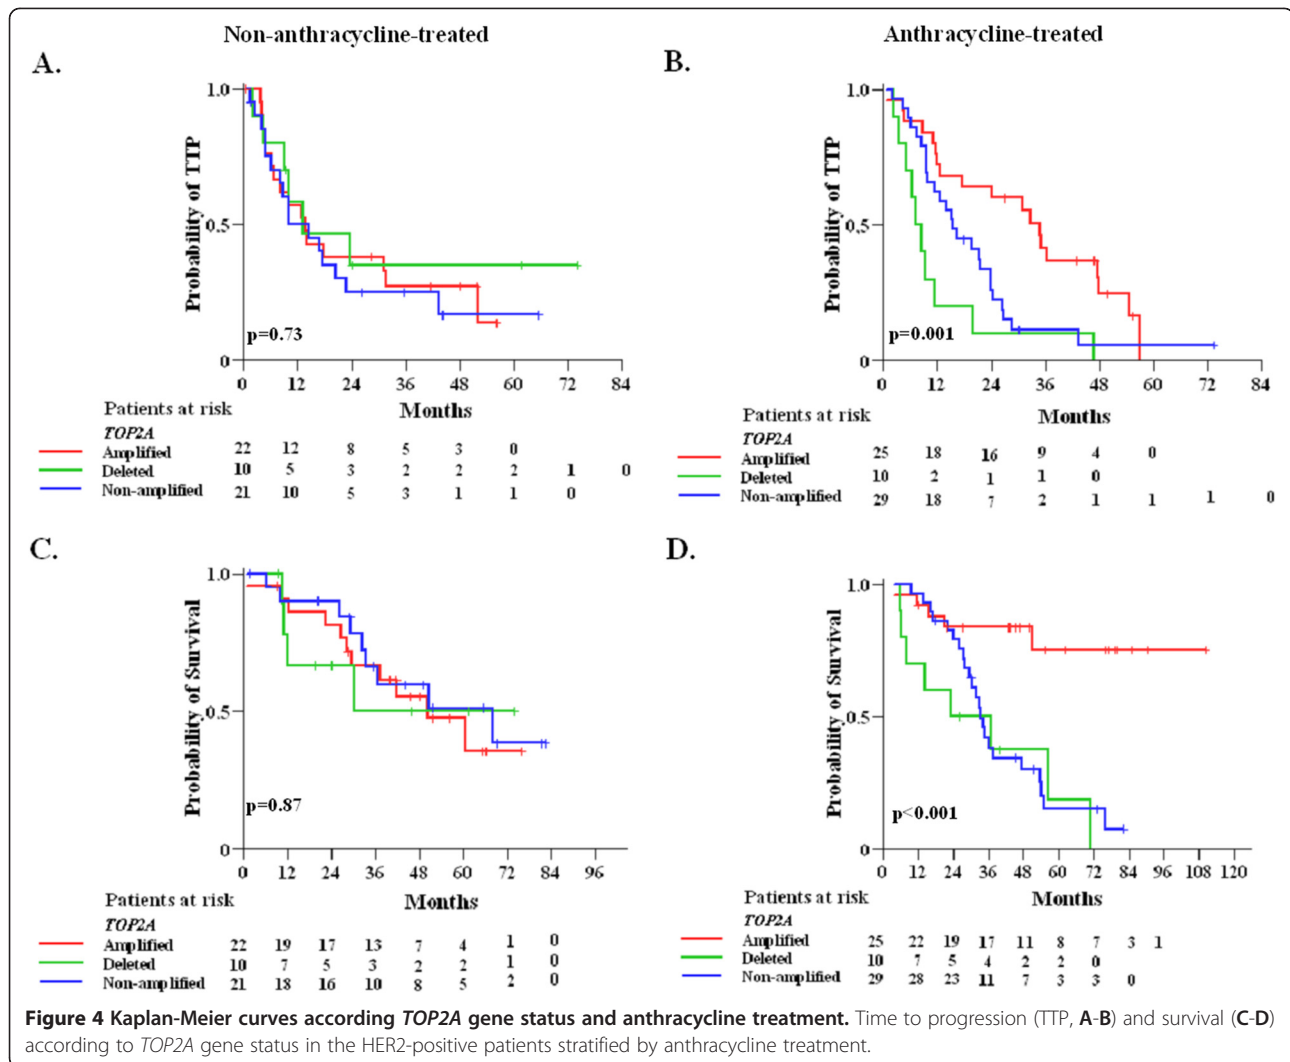 Non-anthracycline-treated
Anthracycline-treated
A.
Probability of TTP
1.0
0.5
0
p=0.73
0 12 24 36 48 60 72 84
Months
Patients at risk
TOP2A
Amplified 22 12 8 5 3 0
Deleted 10 5 3 2 2 2 1 0
Non-amplified 21 10 5 3 1 1 0
B.
Probability of TTP
1.0
0.5
0
p=0.001
0 12 24 36 48 60 72 84
Months
Patients at risk
TOP2A
Amplified 25 18 16 9 4 0
Deleted 10 2 1 1 0
Non-amplified 29 18 7 2 1 1 1 0
C.
Probability of Survival
1.0
0.5
0
p=0.87
0 12 24 36 48 60 72 84 96
Months
Patients at risk
TOP2A
Amplified 22 19 17 13 7 4 1 0
Deleted 10 7 5 3 2 2 1 0
Non-amplified 21 18 16 10 8 5 2 0
D.
Probability of Survival
1.0
0.5
0
p<0.001
0 12 24 36 48 60 72 84 96 108 120
Months
Patients at risk
TOP2A
Amplified 25 22 19 17 11 8 7 3 1
Deleted 10 7 5 4 2 2 0
Non-amplified 29 28 23 11 7 3 3 0
Figure 4 Kaplan-Meier curves according TOP2A gene status and anthracycline treatment. Time to progression (TTP, A-B) and survival (C-D)
according to TOP2A gene status in the HER2-positive patients stratified by anthracycline treatment.